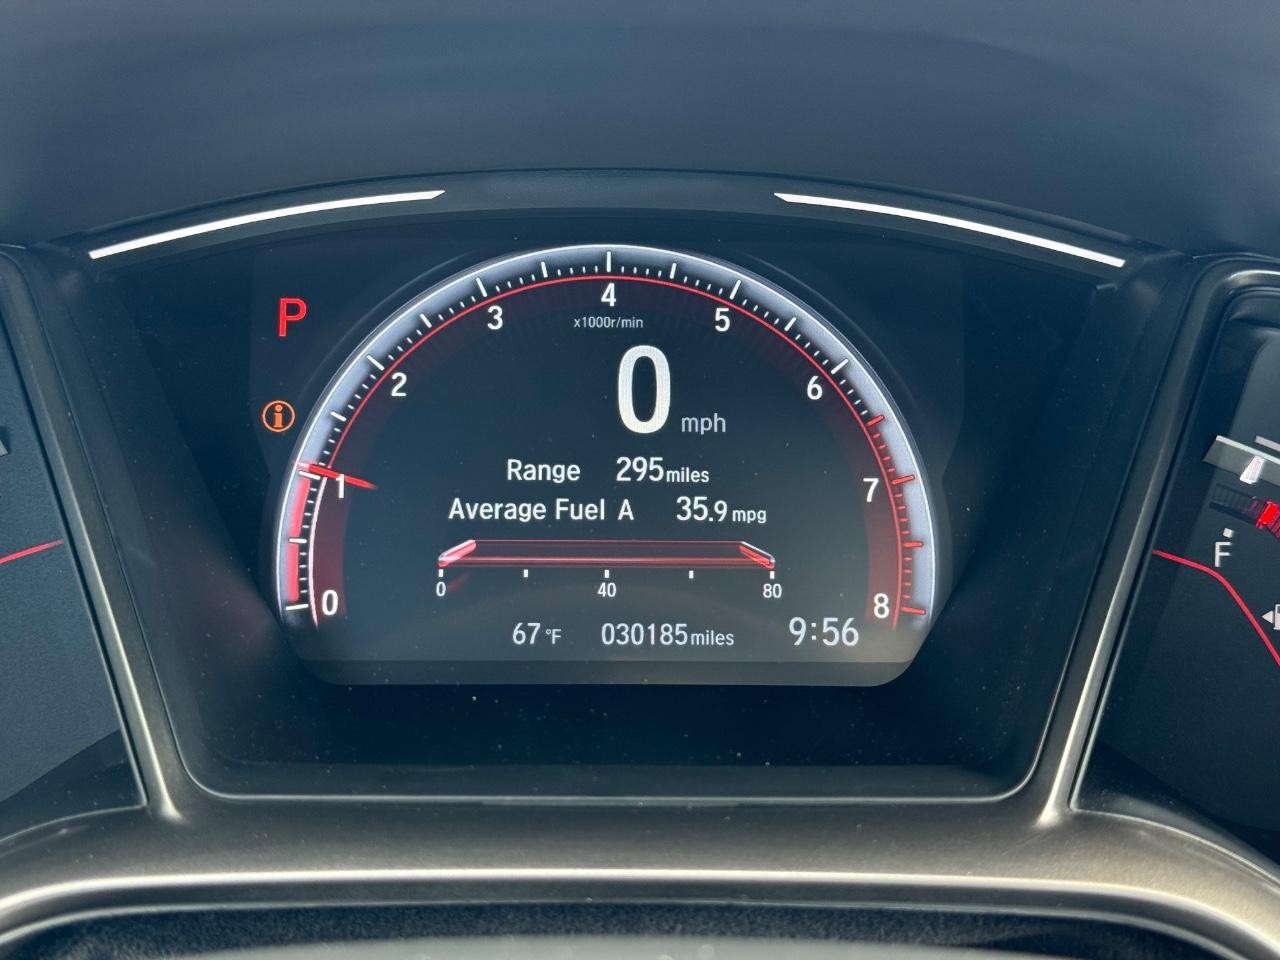 P
4
x1000r/min
3
5
2
6
1
7
0
8
i
0 mph
Range 295 miles
Average Fuel A 35.9 mpg
0 40 80
67°F 030185 miles 9:56
F